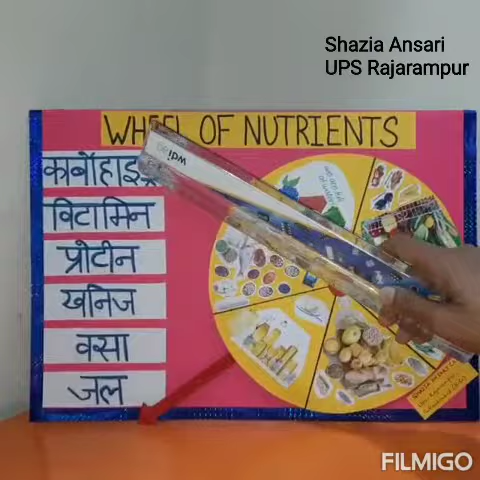 Shazia Ansari
UPS Rajarampur
WHEEL OF NUTRIENTS
विटामिन
प्रोटीन
खनिज
वसा
जल
FILMIGO